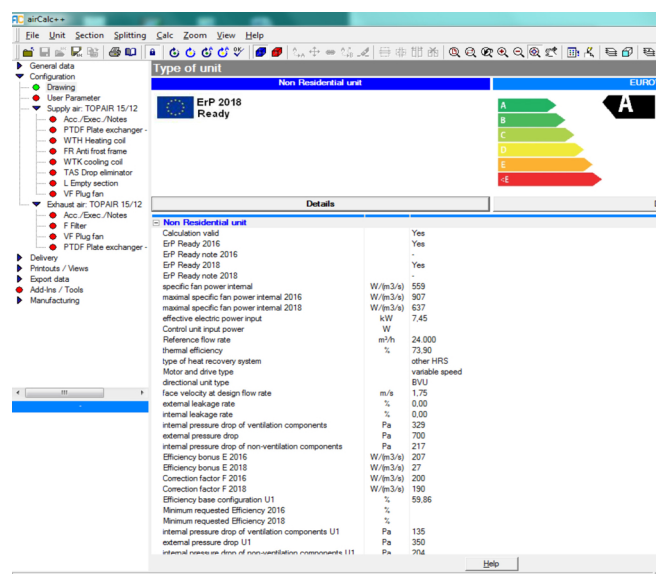 airCalc++
File Unit Section Splitting Calc Zoom View Help
General data
Configuration
Drawing
User Parameter
Supply air: TOPAIR 15/12
Acc./Exec./Notes
PTDF Plate exchanger -
WTH Heating coil
FR Anti frost frame
WTK cooling coil
TAS Drop eliminator
L Empty section
VF Plug fan
Exhaust air: TOPAIR 15/12
Acc./Exec./Notes
F Filter
VF Plug fan
PTDF Plate exchanger -
Delivery
Printouts / Views
Export data
Add-Ins / Tools
Manufacturing
Type of unit
Non Residential unit
EURO
ErP 2018
Ready
A
B
C
D
E
<E
A
Details
Non Residential unit
Calculation valid Yes
ErP Ready 2016 Yes
ErP Ready note 2016 -
ErP Ready 2018 Yes
ErP Ready note 2018 -
specific fan power internal W/(m3/s) 559
maximal specific fan power internal 2016 W/(m3/s) 907
maximal specific fan power internal 2018 W/(m3/s) 637
effective electric power input kW 7,45
Control unit input power W
Reference flow rate m³/h 24.000
thermal efficiency % 73,90
type of heat recovery system other HRS
Motor and drive type variable speed
directional unit type BVU
face velocity at design flow rate m/s 1,75
external leakage rate % 0,00
internal leakage rate % 0,00
internal pressure drop of ventilation components Pa 329
external pressure drop Pa 700
internal pressure drop of non-ventilation components Pa 217
Efficiency bonus E 2016 W/(m3/s) 207
Efficiency bonus E 2018 W/(m3/s) 27
Correction factor F 2016 W/(m3/s) 200
Correction factor F 2018 W/(m3/s) 190
Efficiency base configuration U1 % 59,86
Minimum requested Efficiency 2016 %
Minimum requested Efficiency 2018 %
internal pressure drop of ventilation components U1 Pa 135
external pressure drop U1 Pa 350
internal pressure drop of non-ventilation components U1 Pa 204
Help